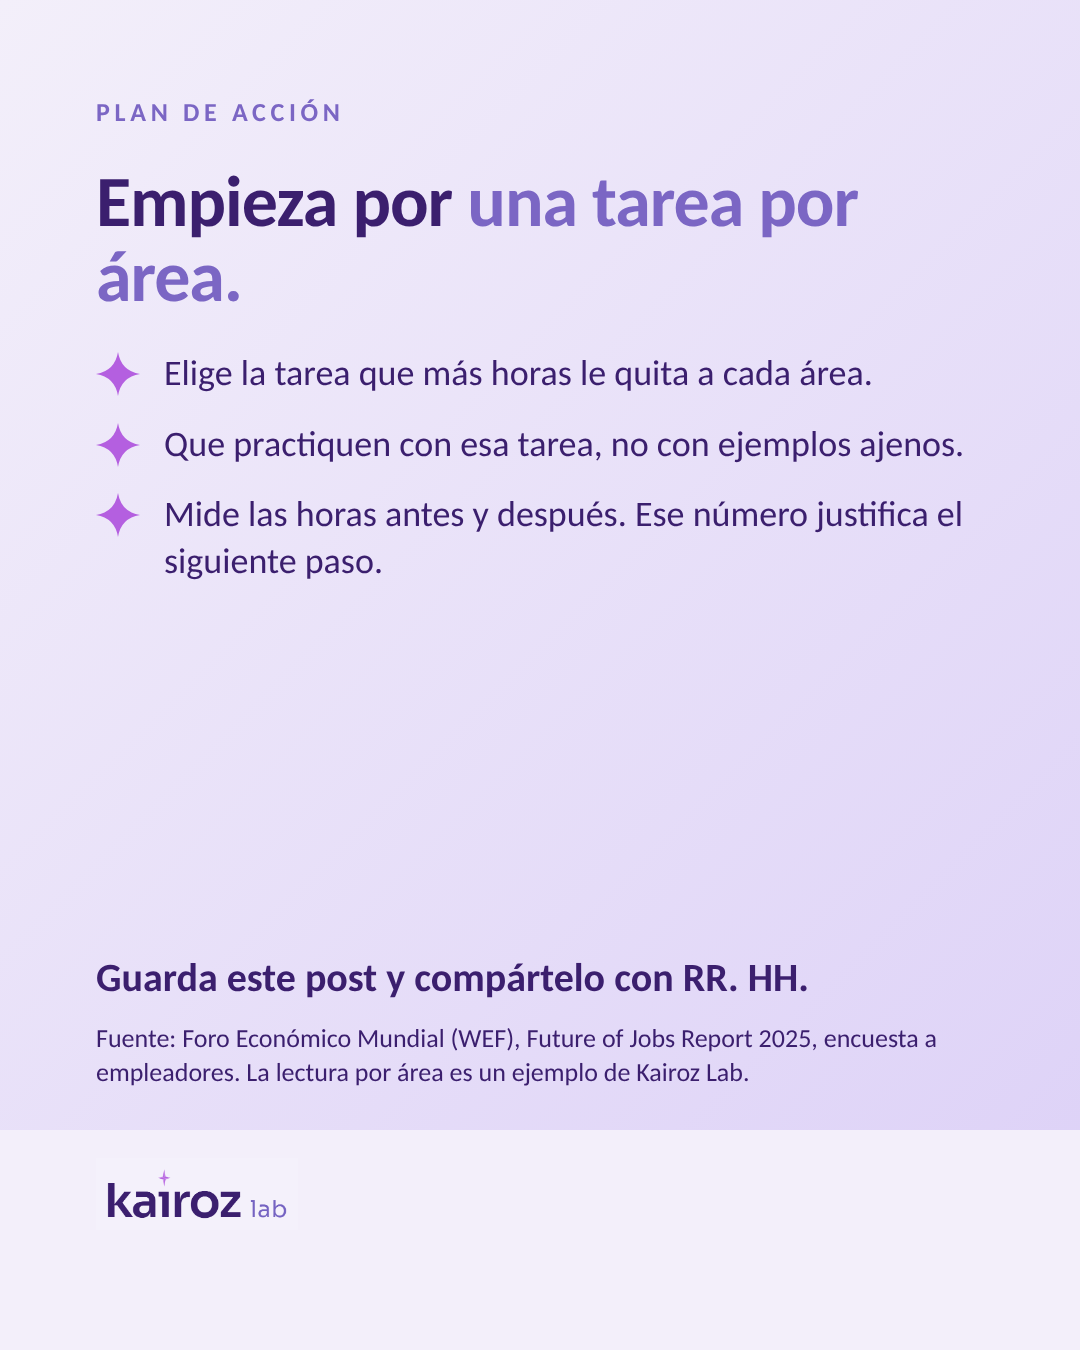 PLAN DE ACCIÓN
Empieza por una tarea por
área.
Elige la tarea que más horas le quita a cada área.
Que practiquen con esa tarea, no con ejemplos ajenos.
Mide las horas antes y después. Ese número justifica el
siguiente paso.
Guarda este post y compártelo con RR. HH.
Fuente: Foro Económico Mundial (WEF), Future of Jobs Report 2025, encuesta a
empleadores. La lectura por área es un ejemplo de Kairoz Lab.
kairoz lab